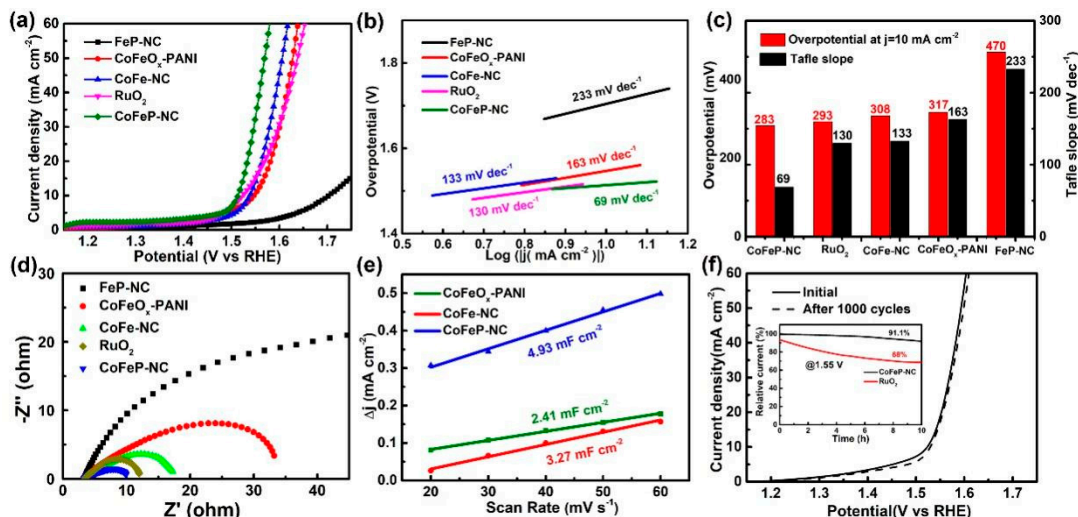 (a)
60
50
40
30
20
10
0
Current density (mA cm⁻²)
FeP-NC
CoFeOₓ-PANI
CoFe-NC
RuO₂
CoFeP-NC
1.2 1.3 1.4 1.5 1.6 1.7
Potential (V vs RHE)
(b)
1.8
1.6
1.4
Overpotential (V)
FeP-NC
CoFeOₓ-PANI
CoFe-NC
RuO₂
CoFeP-NC
233 mV dec⁻¹
133 mV dec⁻¹
163 mV dec⁻¹
130 mV dec⁻¹
69 mV dec⁻¹
0.5 0.6 0.7 0.8 0.9 1.0 1.1 1.2
Log (|j( mA cm⁻²)|)
(c)
Overpotential at j=10 mA cm⁻²
Tafle slope
400
200
0
Overpotential (mV)
300
200
100
0
Tafle slope (mV dec⁻¹)
283 69 293 130 308 133 317 163 470 233
CoFeP-NC RuO₂ CoFe-NC CoFeOₓ-PANI FeP-NC
(d)
30
20
10
0
-Z'' (ohm)
FeP-NC
CoFeOₓ-PANI
CoFe-NC
RuO₂
CoFeP-NC
0 10 20 30 40
Z' (ohm)
(e)
0.5
0.4
0.3
0.2
0.1
0.0
Δj (mA cm⁻²)
CoFeOₓ-PANI
CoFe-NC
CoFeP-NC
4.93 mF cm⁻²
2.41 mF cm⁻²
3.27 mF cm⁻²
20 30 40 50 60
Scan Rate (mV s⁻¹)
(f)
60
50
40
30
20
10
0
Current density(mA cm⁻²)
Initial
After 1000 cycles
100
80
60
40
20
0
Relative current (%)
91.1%
68%
@1.55 V
CoFeP-NC
RuO₂
0 2 4 6 8 10
Time (h)
1.2 1.3 1.4 1.5 1.6 1.7
Potential(V vs RHE)